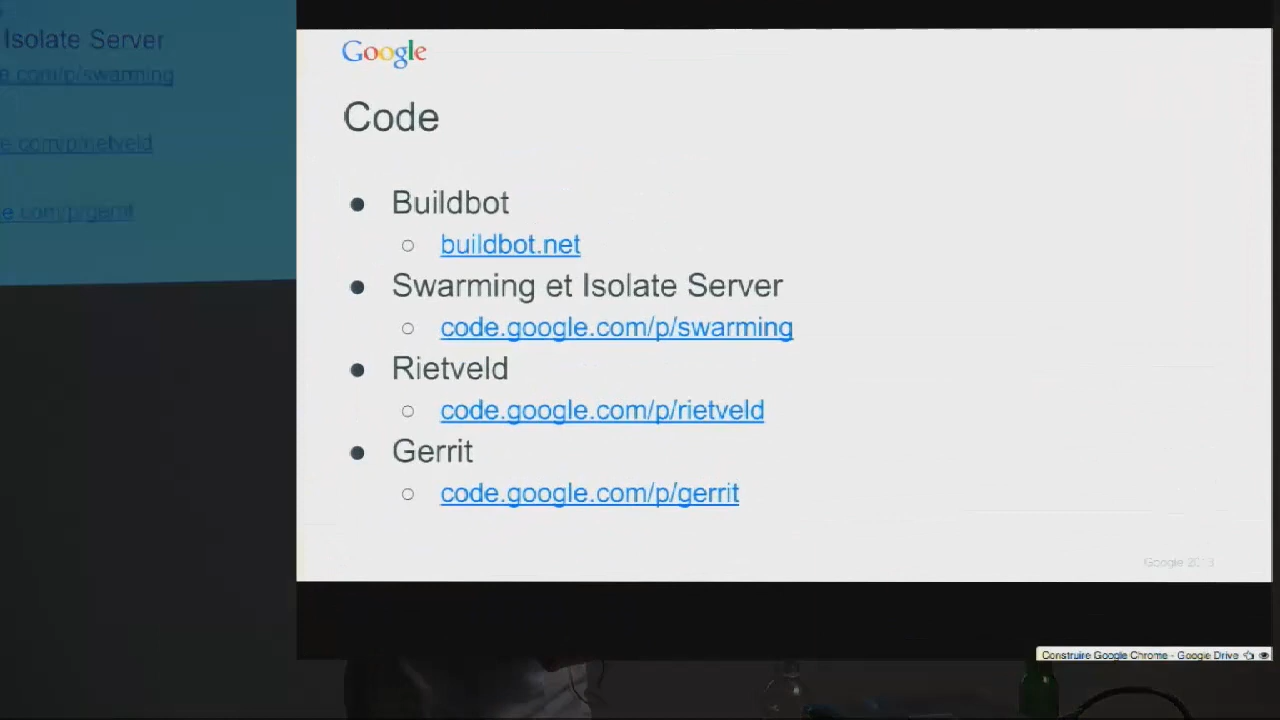 Isolate Server
e.com/p/swarming
e.com/p/rietveld
e.com/p/gerrit
Google
Code
Buildbot
buildbot.net
Swarming et Isolate Server
code.google.com/p/swarming
Rietveld
code.google.com/p/rietveld
Gerrit
code.google.com/p/gerrit
Google 2013
Construire Google Chrome - Google Drive